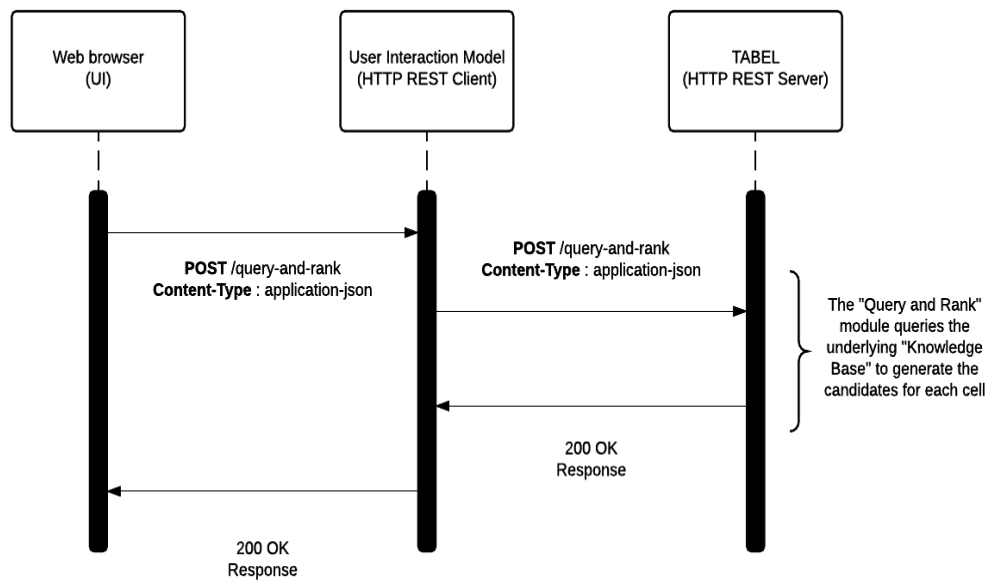 Web browser
(UI)
User Interaction Model
(HTTP REST Client)
TABEL
(HTTP REST Server)
POST /query-and-rank
Content-Type : application-json
POST /query-and-rank
Content-Type : application-json
The "Query and Rank"
module queries the
underlying "Knowledge
Base" to generate the
candidates for each cell
200 OK
Response
200 OK
Response